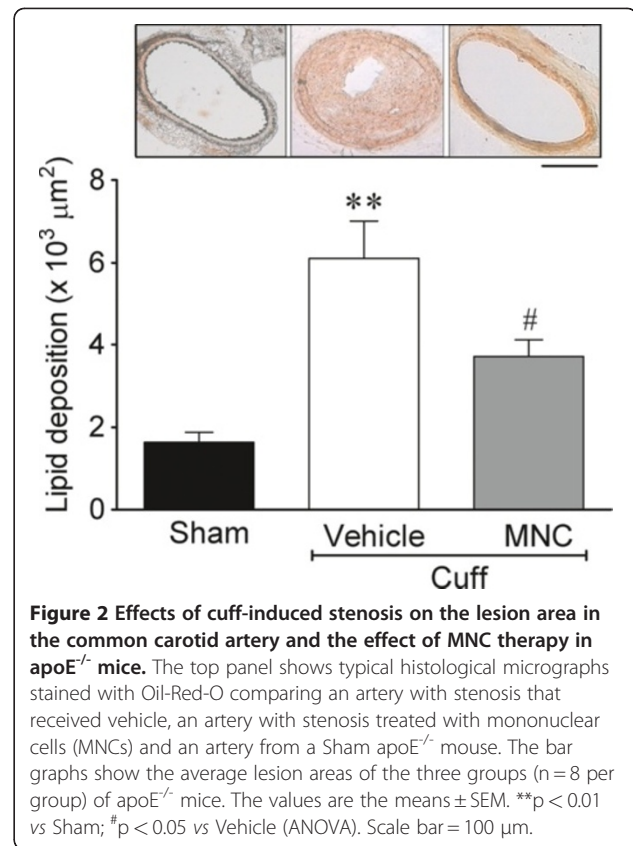 8
6
4
2
0
Lipid deposition (x 10³ µm²)
**
#
Sham
Vehicle
MNC
Cuff
Figure 2 Effects of cuff-induced stenosis on the lesion area in
the common carotid artery and the effect of MNC therapy in
apoE⁻/⁻ mice. The top panel shows typical histological micrographs
stained with Oil-Red-O comparing an artery with stenosis that
received vehicle, an artery with stenosis treated with mononuclear
cells (MNCs) and an artery from a Sham apoE⁻/⁻ mouse. The bar
graphs show the average lesion areas of the three groups (n = 8 per
group) of apoE⁻/⁻ mice. The values are the means ± SEM. **p < 0.01
vs Sham; #p < 0.05 vs Vehicle (ANOVA). Scale bar = 100 µm.